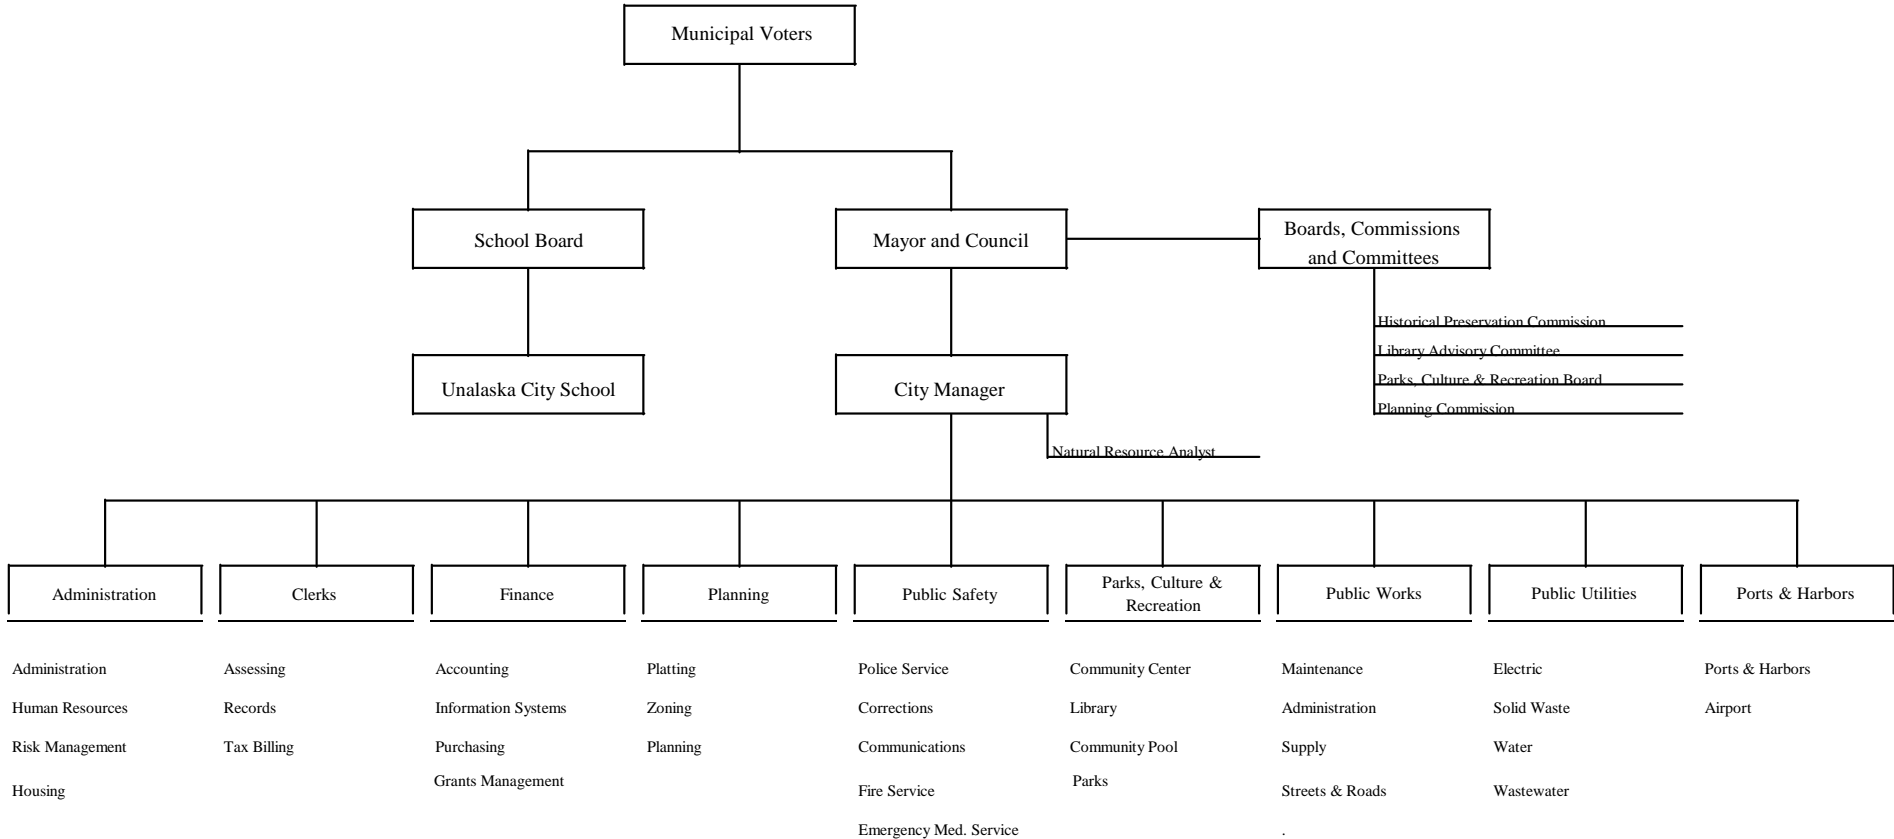 Municipal Voters
School Board
Mayor and Council
Boards, Commissions
and Committees
Historical Preservation Commission
Library Advisory Committee
Parks, Culture & Recreation Board
Planning Commission
Unalaska City School
City Manager
Natural Resource Analyst
Administration
Clerks
Finance
Planning
Public Safety
Parks, Culture &
Recreation
Public Works
Public Utilities
Ports & Harbors
Administration
Human Resources
Risk Management
Housing
Assessing
Records
Tax Billing
Accounting
Information Systems
Purchasing
Grants Management
Platting
Zoning
Planning
Police Service
Corrections
Communications
Fire Service
Emergency Med. Service
Community Center
Library
Community Pool
Parks
Maintenance
Administration
Supply
Streets & Roads
.
Electric
Solid Waste
Water
Wastewater
Ports & Harbors
Airport